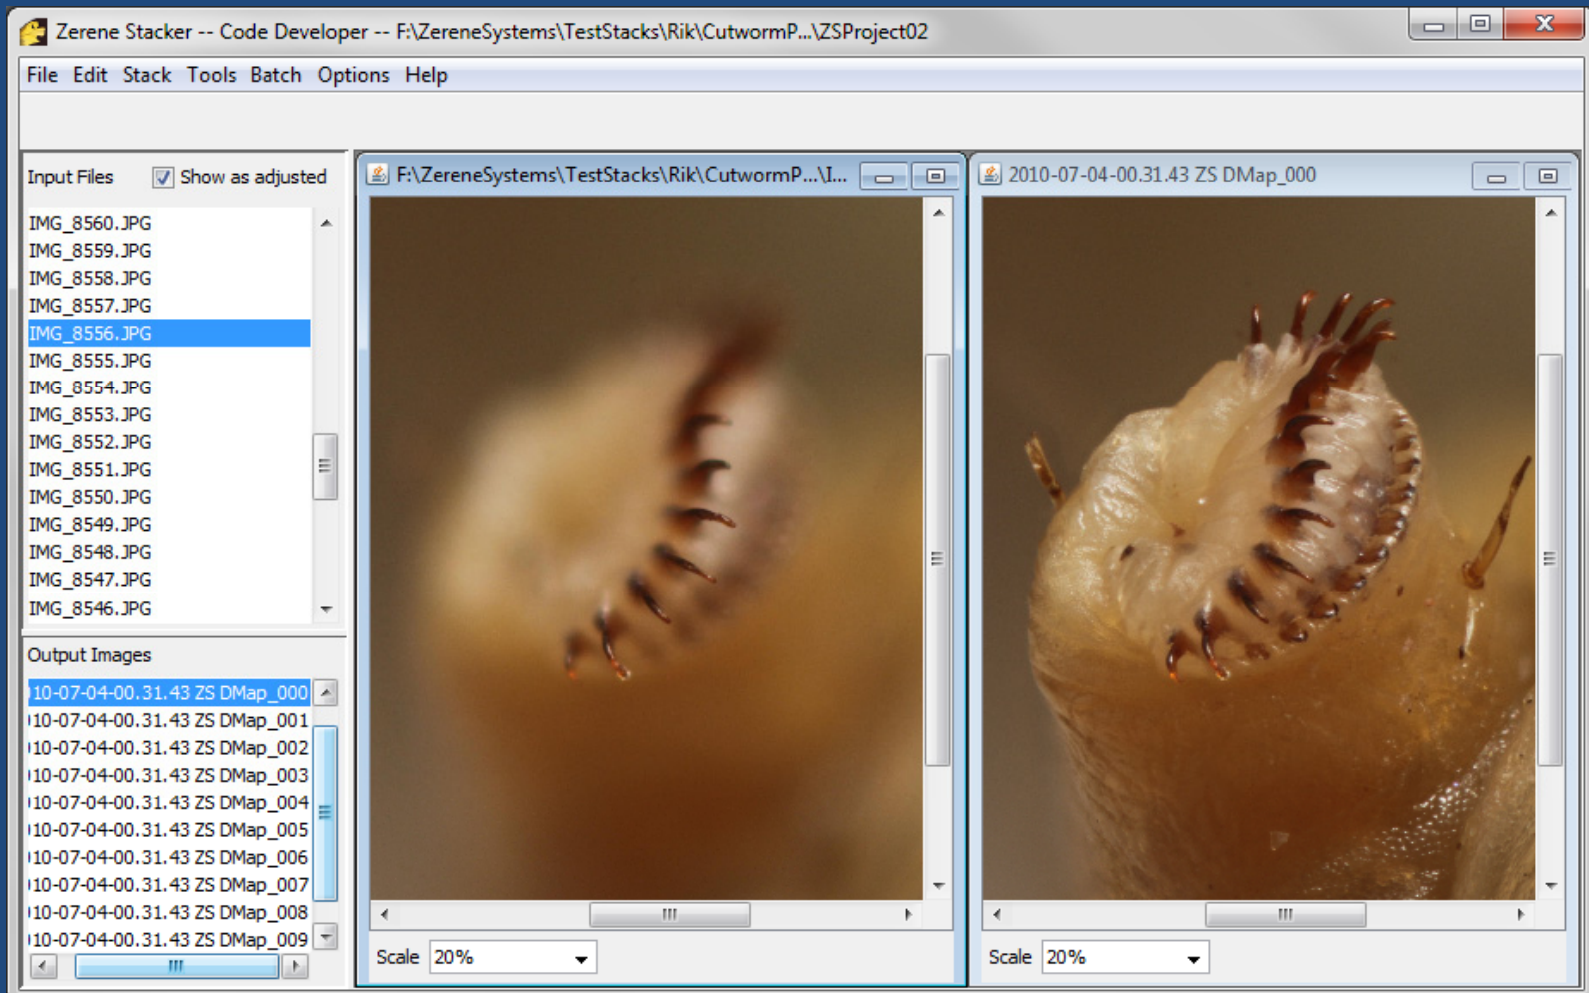 Zerene Stacker -- Code Developer -- F:\ZereneSystems\TestStacks\Rik\CutwormP...\ZSProject02
File Edit Stack Tools Batch Options Help
Input Files Show as adjusted
IMG_8560.JPG
IMG_8559.JPG
IMG_8558.JPG
IMG_8557.JPG
IMG_8556.JPG
IMG_8555.JPG
IMG_8554.JPG
IMG_8553.JPG
IMG_8552.JPG
IMG_8551.JPG
IMG_8550.JPG
IMG_8549.JPG
IMG_8548.JPG
IMG_8547.JPG
IMG_8546.JPG
Output Images
10-07-04-00.31.43 ZS DMap_000
10-07-04-00.31.43 ZS DMap_001
10-07-04-00.31.43 ZS DMap_002
10-07-04-00.31.43 ZS DMap_003
10-07-04-00.31.43 ZS DMap_004
10-07-04-00.31.43 ZS DMap_005
10-07-04-00.31.43 ZS DMap_006
10-07-04-00.31.43 ZS DMap_007
10-07-04-00.31.43 ZS DMap_008
10-07-04-00.31.43 ZS DMap_009
F:\ZereneSystems\TestStacks\Rik\CutwormP...\I...
Scale 20%
2010-07-04-00.31.43 ZS DMap_000
Scale 20%